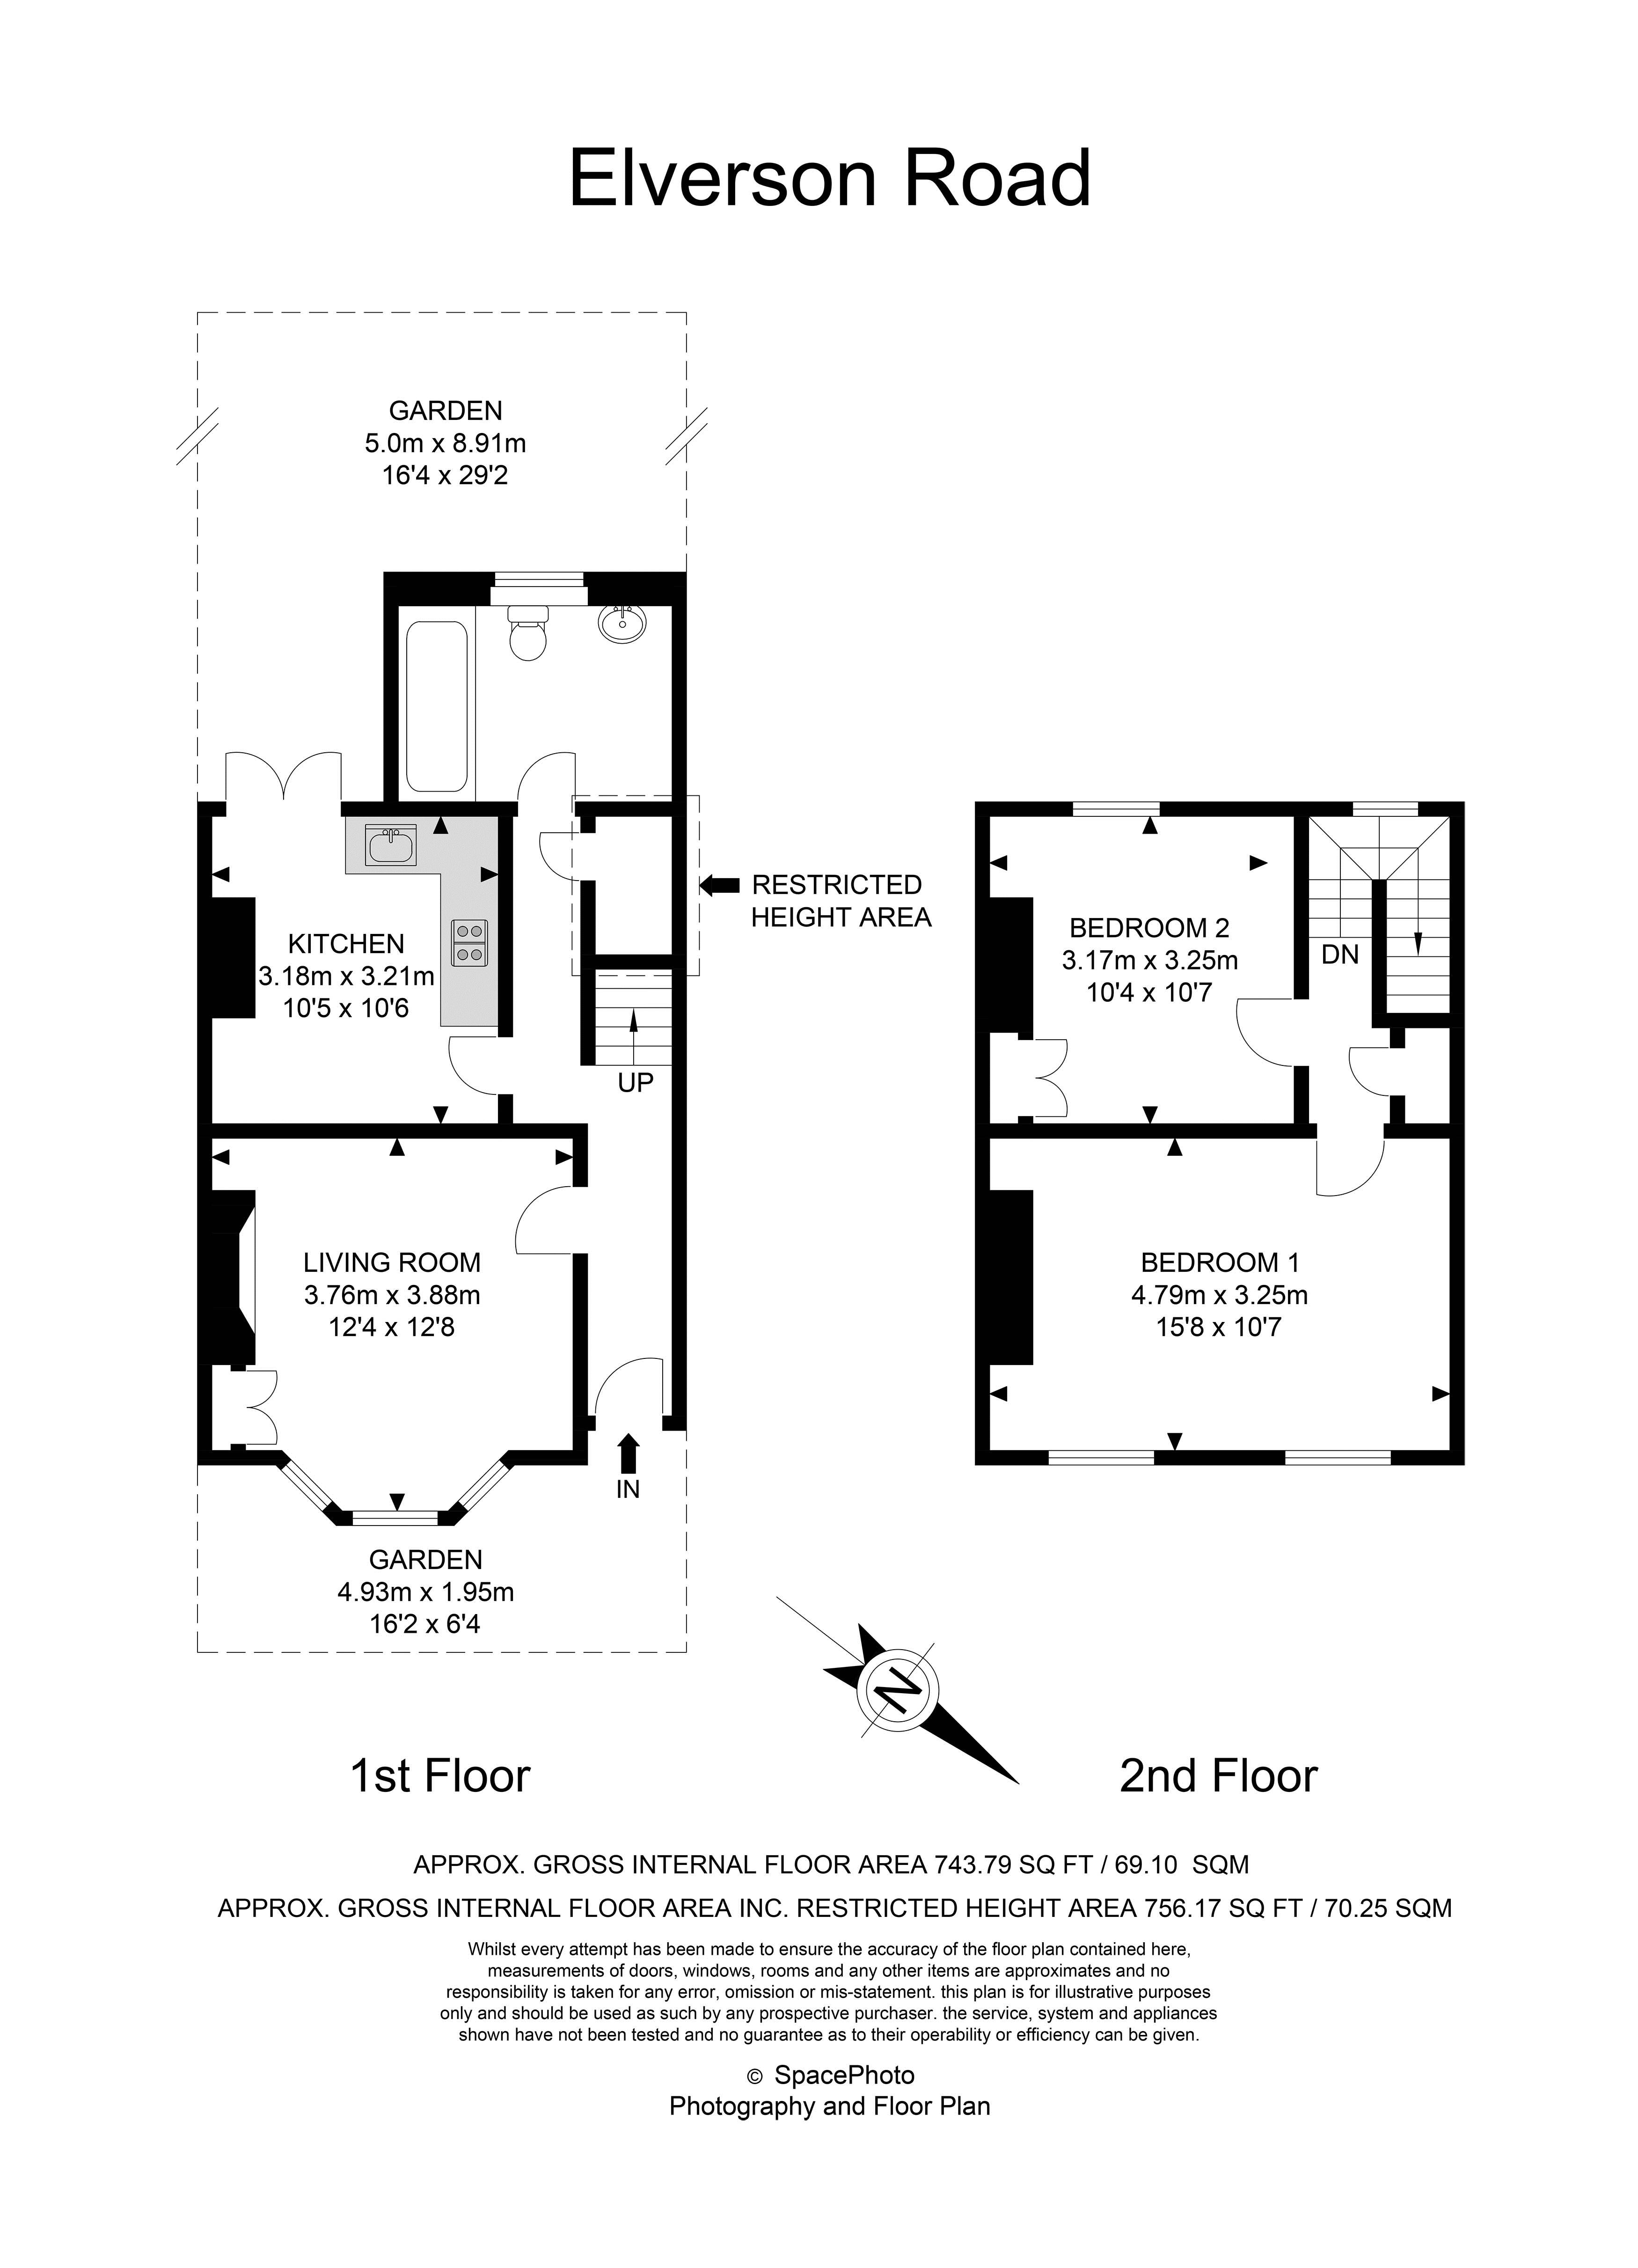 Elverson Road
GARDEN
5.0m x 8.91m
16'4 x 29'2
RESTRICTED
HEIGHT AREA
KITCHEN
3.18m x 3.21m
10'5 x 10'6
BEDROOM 2
3.17m x 3.25m
10'4 x 10'7
DN
UP
LIVING ROOM
3.76m x 3.88m
12'4 x 12'8
BEDROOM 1
4.79m x 3.25m
15'8 x 10'7
IN
GARDEN
4.93m x 1.95m
16'2 x 6'4
N
1st Floor
2nd Floor
APPROX. GROSS INTERNAL FLOOR AREA 743.79 SQ FT / 69.10 SQM
APPROX. GROSS INTERNAL FLOOR AREA INC. RESTRICTED HEIGHT AREA 756.17 SQ FT / 70.25 SQM
Whilst every attempt has been made to ensure the accuracy of the floor plan contained here,
measurements of doors, windows, rooms and any other items are approximates and no
responsibility is taken for any error, omission or mis-statement. this plan is for illustrative purposes
only and should be used as such by any prospective purchaser. the service, system and appliances
shown have not been tested and no guarantee as to their operability or efficiency can be given.
© SpacePhoto
Photography and Floor Plan